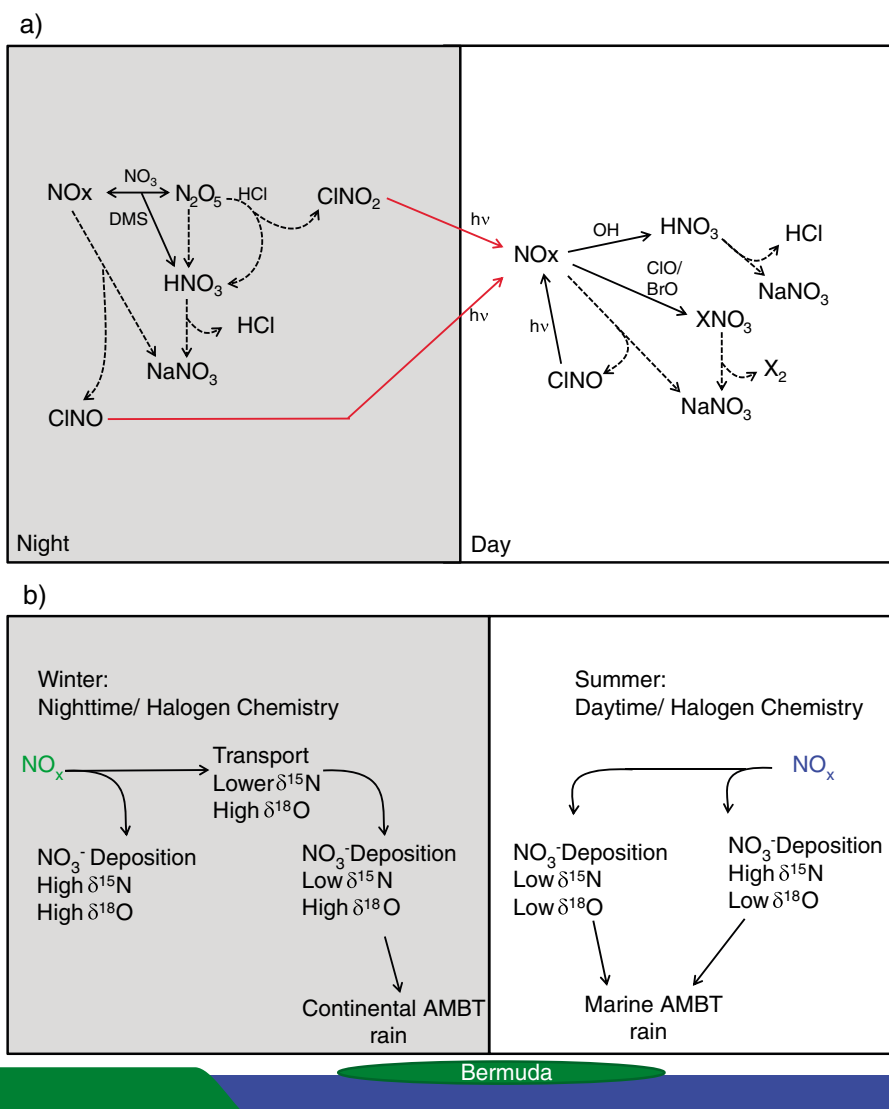 a)
NOx
NO₃
DMS
N₂O₅
HCl
ClNO₂
HNO₃
HCl
NaNO₃
ClNO
hν
hν
Night
NOx
OH
HNO₃
HCl
NaNO₃
ClO/
BrO
XNO₃
hν
ClNO
X₂
NaNO₃
Day
b)
Winter:
Nighttime/ Halogen Chemistry
NOₓ
Transport
Lower δ¹⁵N
High δ¹⁸O
NO₃⁻ Deposition
High δ¹⁵N
High δ¹⁸O
NO₃⁻Deposition
Low δ¹⁵N
High δ¹⁸O
Continental AMBT
rain
Summer:
Daytime/ Halogen Chemistry
NOₓ
NO₃⁻Deposition
Low δ¹⁵N
Low δ¹⁸O
NO₃⁻Deposition
High δ¹⁵N
Low δ¹⁸O
Marine AMBT
rain
Bermuda